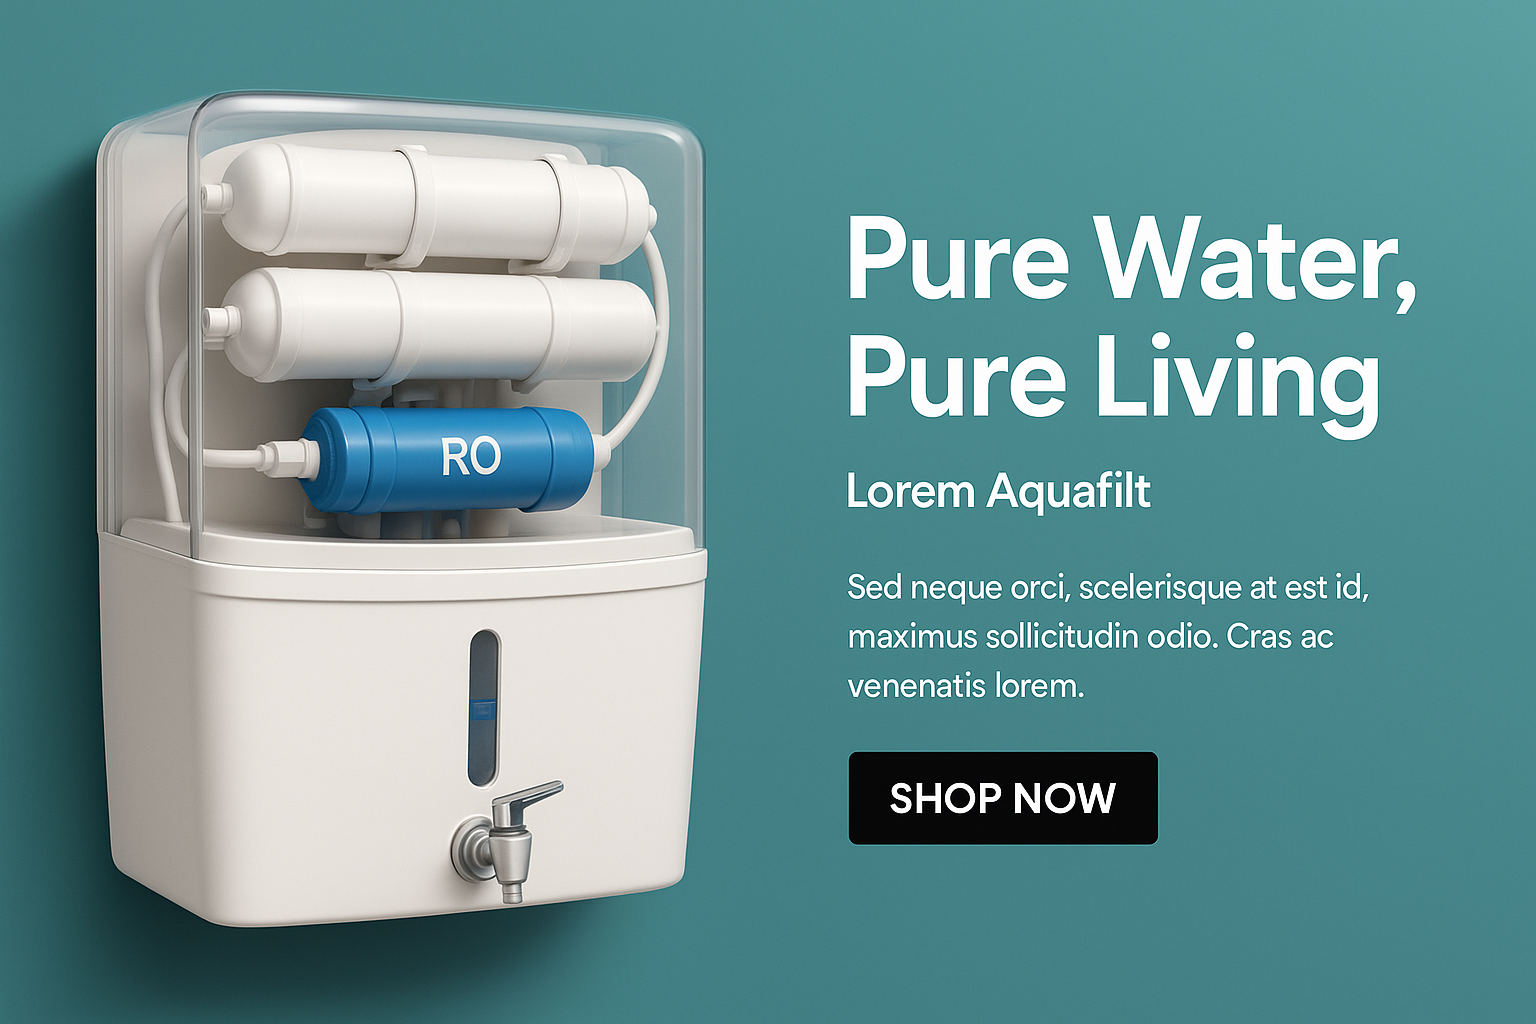 RO
Pure Water,
Pure Living
Lorem Aquafilt
Sed neque orci, scelerisque at est id,
maximus sollicitudin odio. Cras ac
venenatis lorem.
SHOP NOW